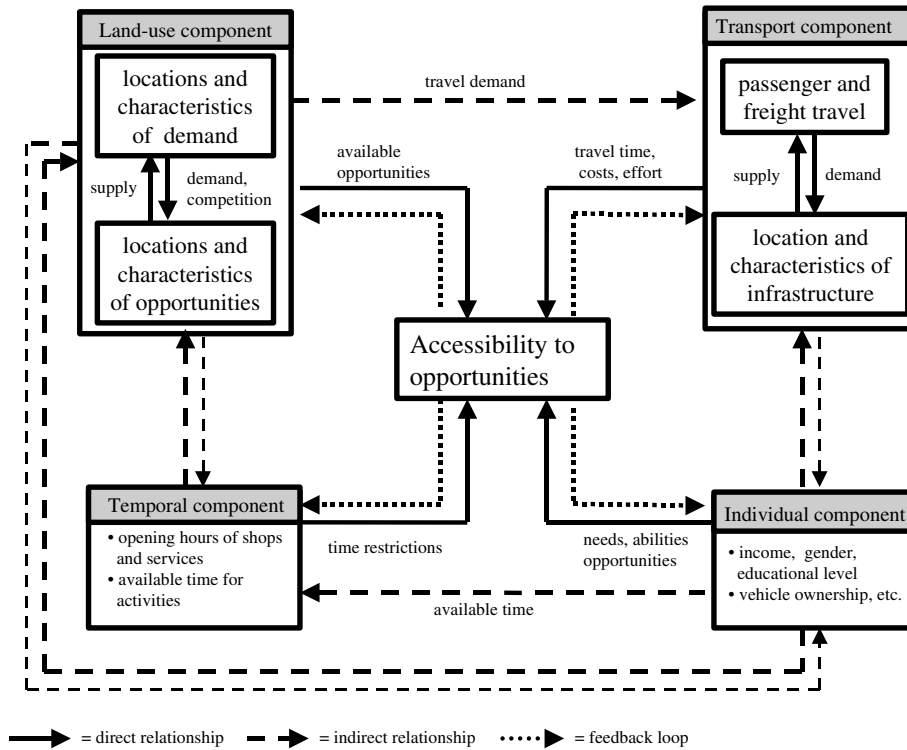 Land-use component
locations and
characteristics
of demand
supply
demand,
competition
locations and
characteristics
of opportunities
travel demand
available
opportunities
travel time,
costs, effort
Transport component
passenger and
freight travel
supply
demand
location and
characteristics of
infrastructure
Accessibility to
opportunities
Temporal component
• opening hours of shops
and services
• available time for
activities
time restrictions
needs, abilities
opportunities
available time
Individual component
• income, gender,
educational level
• vehicle ownership, etc.
= direct relationship
= indirect relationship
= feedback loop